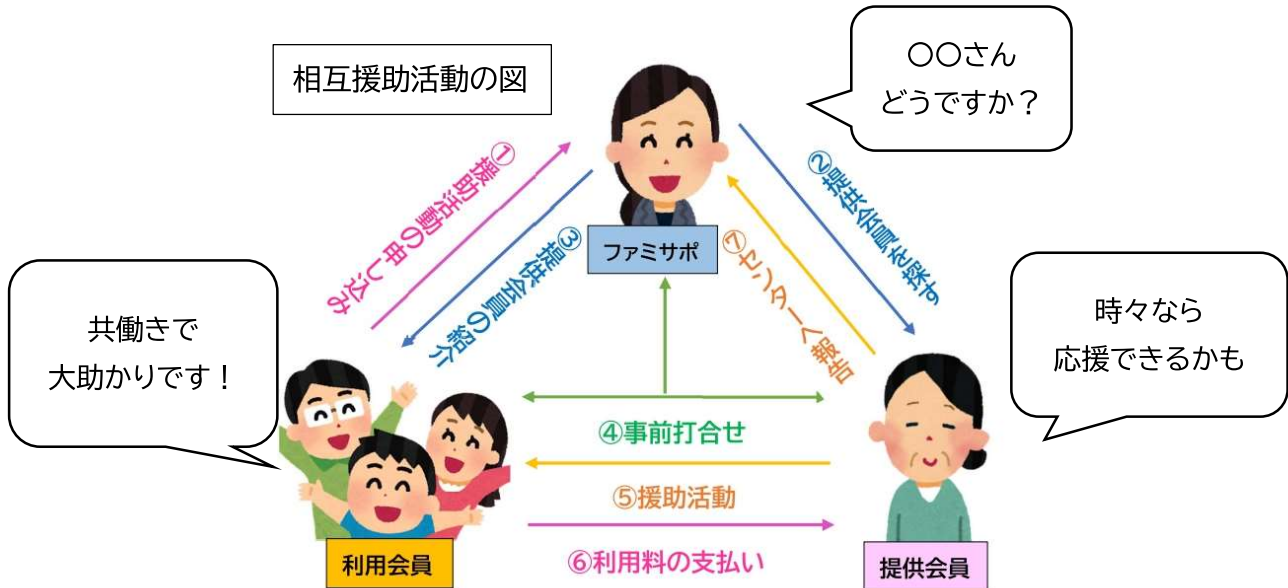 相互援助活動の図
〇〇さん
どうですか？
①援助活動の申し込み
②提供会員を探す
③提供会員の紹介
⑦センターへ報告
ファミサポ
共働きで
大助かりです！
時々なら
応援できるかも
④事前打合せ
⑤援助活動
⑥利用料の支払い
利用会員
提供会員